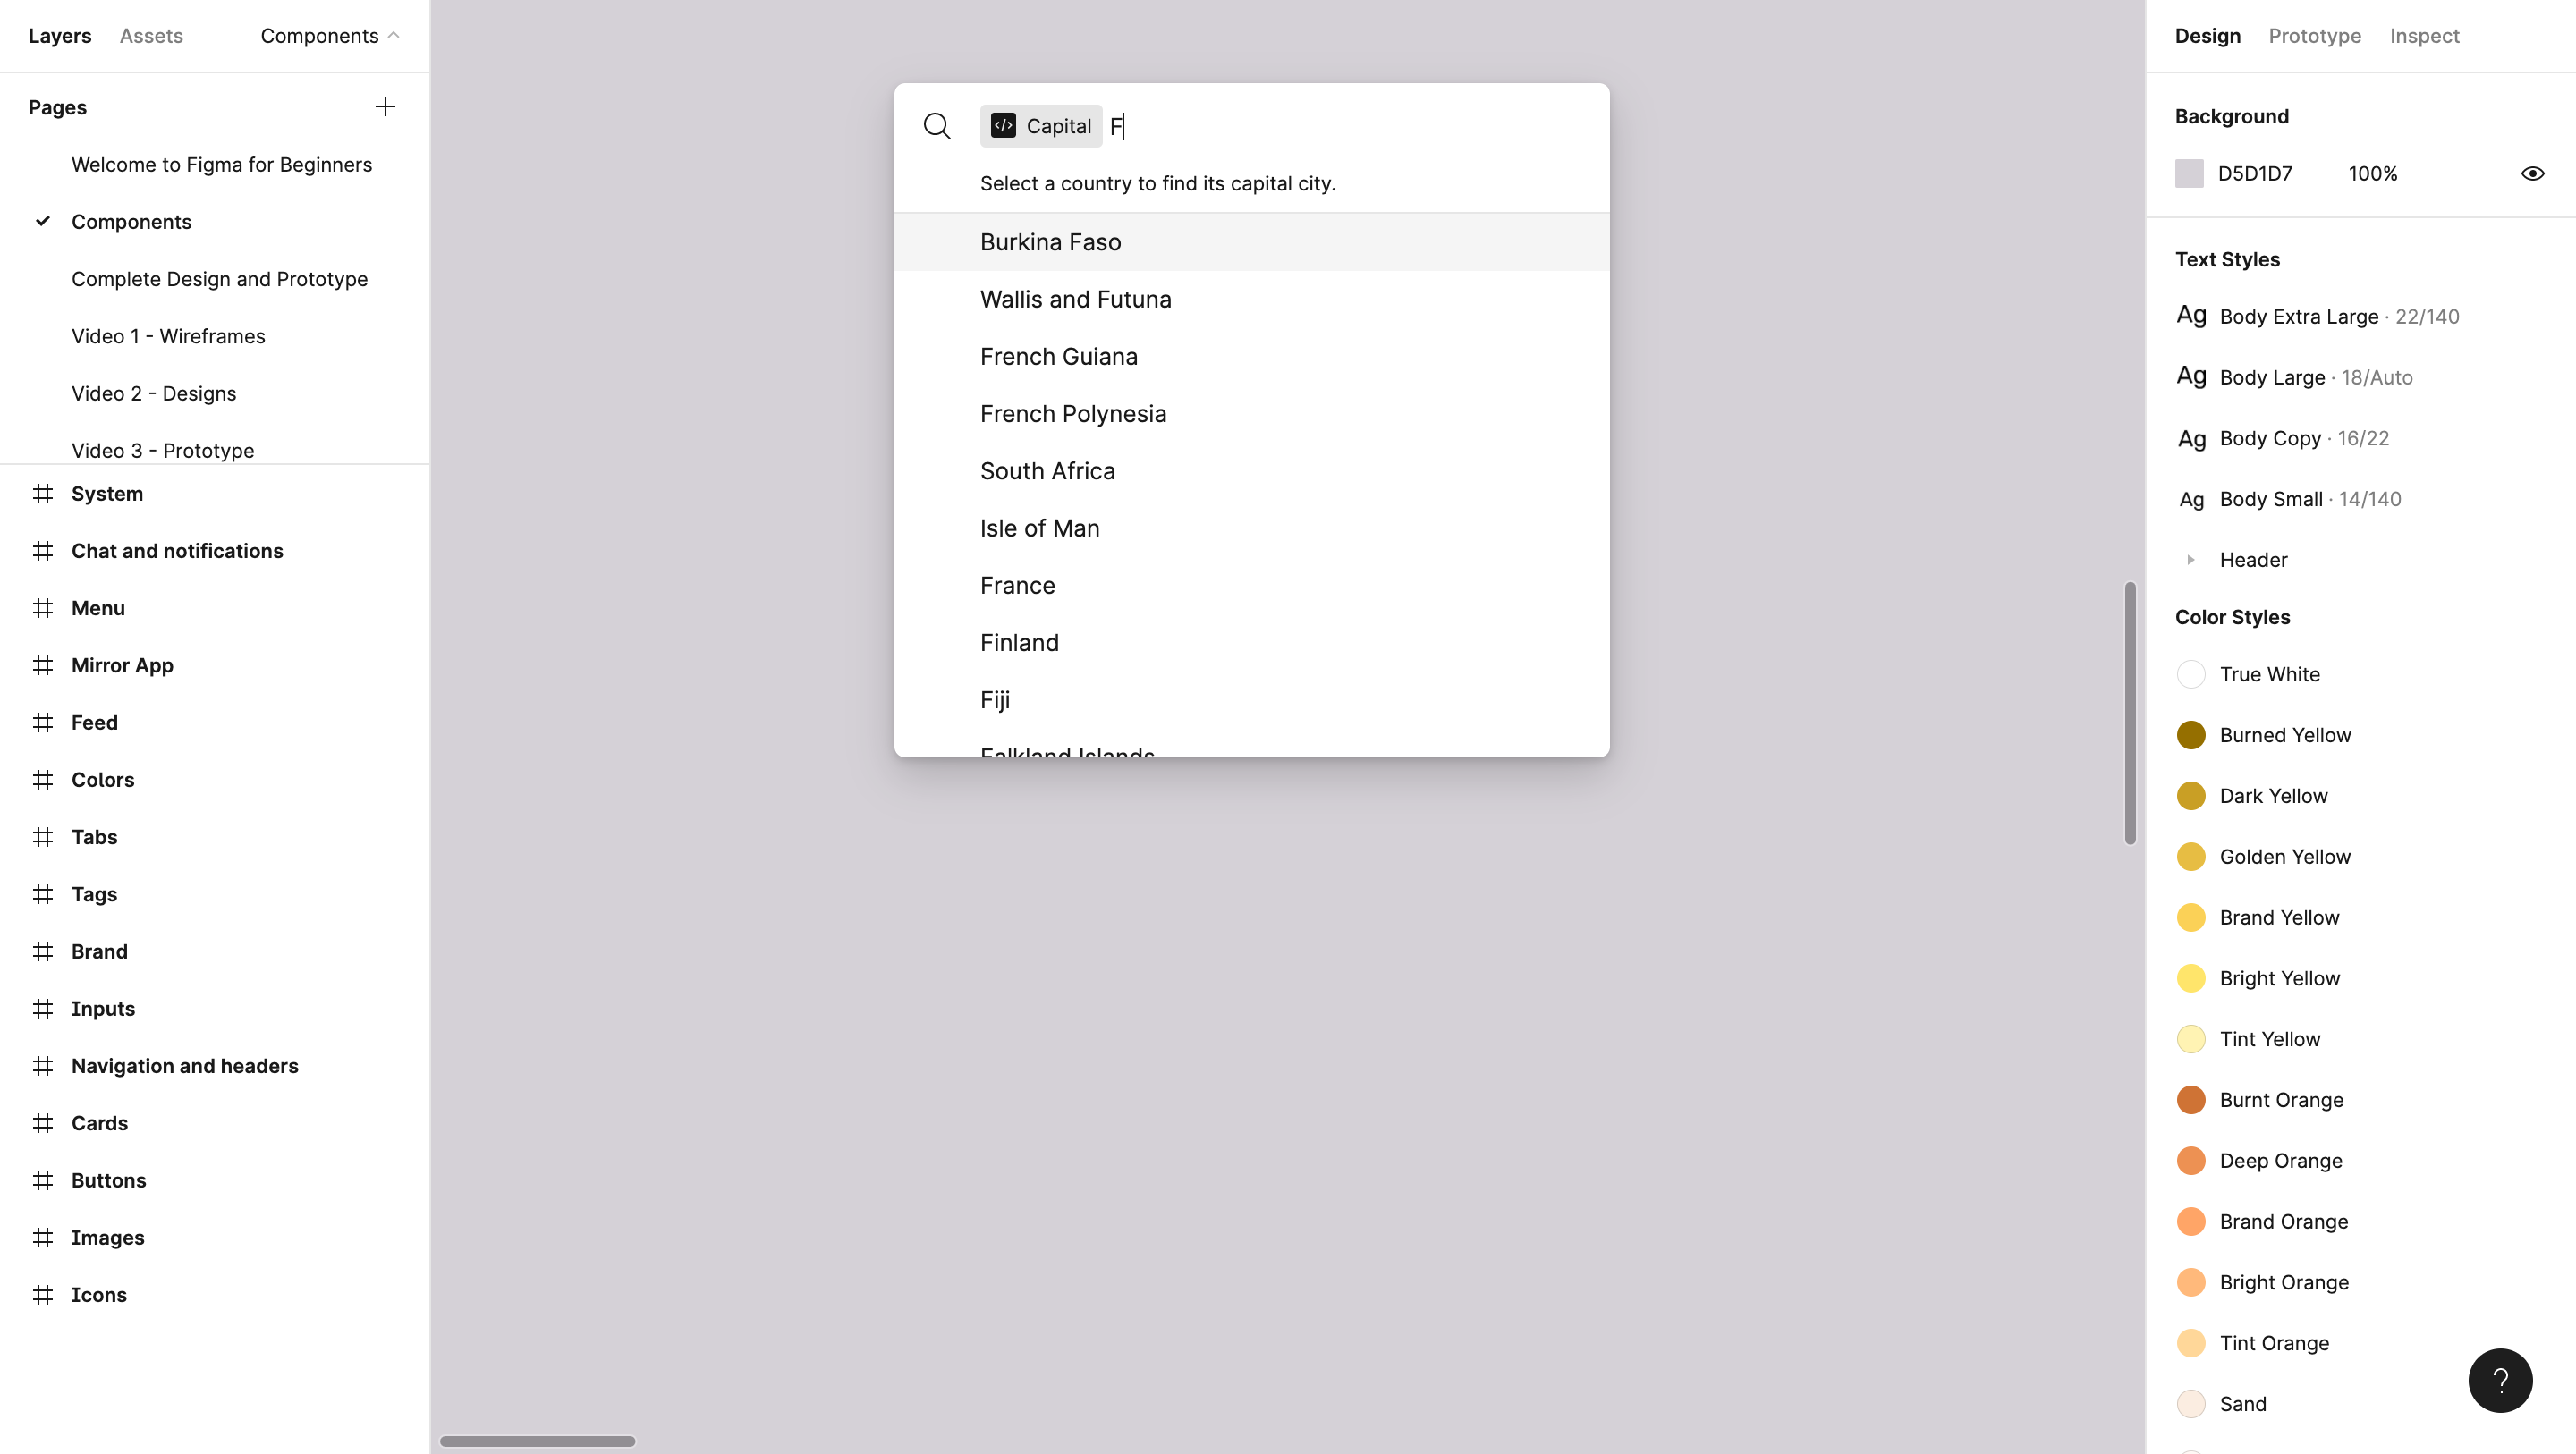 Layers Assets Components
Pages
Welcome to Figma for Beginners
Components
Complete Design and Prototype
Video 1 - Wireframes
Video 2 - Designs
Video 3 - Prototype
System
Chat and notifications
Menu
Mirror App
Feed
Colors
Tabs
Tags
Brand
Inputs
Navigation and headers
Cards
Buttons
Images
Icons
</> Capital F
Select a country to find its capital city.
Burkina Faso
Wallis and Futuna
French Guiana
French Polynesia
South Africa
Isle of Man
France
Finland
Fiji
Falkland Islands
Design Prototype Inspect
Background
D5D1D7 100%
Text Styles
Ag Body Extra Large · 22/140
Ag Body Large · 18/Auto
Ag Body Copy · 16/22
Ag Body Small · 14/140
Header
Color Styles
True White
Burned Yellow
Dark Yellow
Golden Yellow
Brand Yellow
Bright Yellow
Tint Yellow
Burnt Orange
Deep Orange
Brand Orange
Bright Orange
Tint Orange
Sand
?